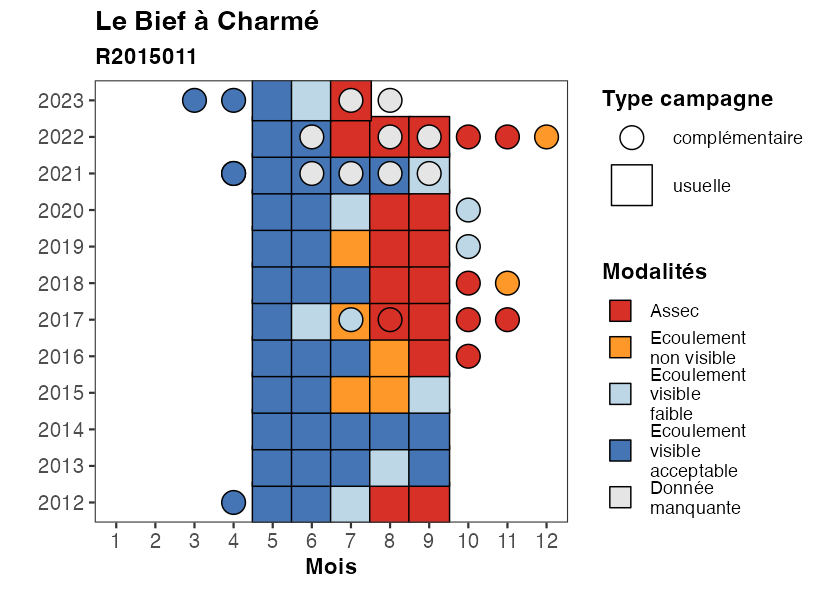 Le Bief à Charmé
R2015011
2023
2022
2021
2020
2019
2018
2017
2016
2015
2014
2013
2012
1 2 3 4 5 6 7 8 9 10 11 12
Mois
Type campagne
complémentaire
usuelle
Modalités
Assec
Ecoulement
non visible
Ecoulement
visible
faible
Ecoulement
visible
acceptable
Donnée
manquante